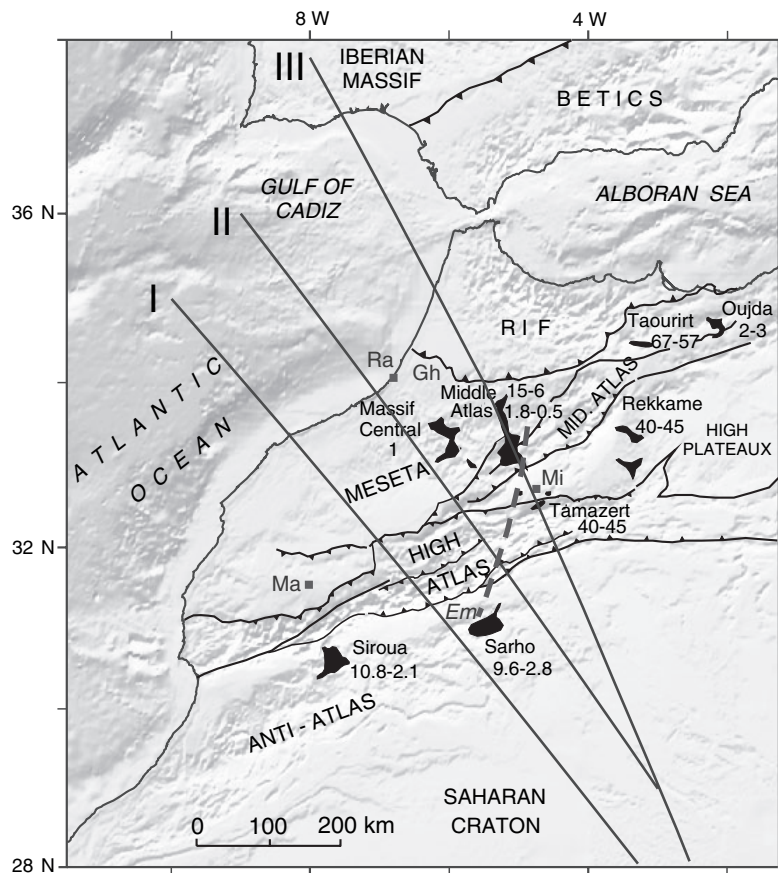 8 W
4 W
III
IBERIAN
MASSIF
BETICS
GULF OF
CADIZ
ALBORAN SEA
36 N
II
I
RIF
Taourirt
67-57
Oujda
2-3
Ra
Gh
Middle
Atlas
15-6
1.8-0.5
MID. ATLAS
Rekkame
40-45
Massif
Central
1
HIGH
PLATEAUX
ATLANTIC
OCEAN
MESETA
Mi
Tamazert
40-45
32 N
HIGH
ATLAS
Ma
Em
Siroua
10.8-2.1
Sarho
9.6-2.8
ANTI - ATLAS
SAHARAN
CRATON
0 100 200 km
28 N